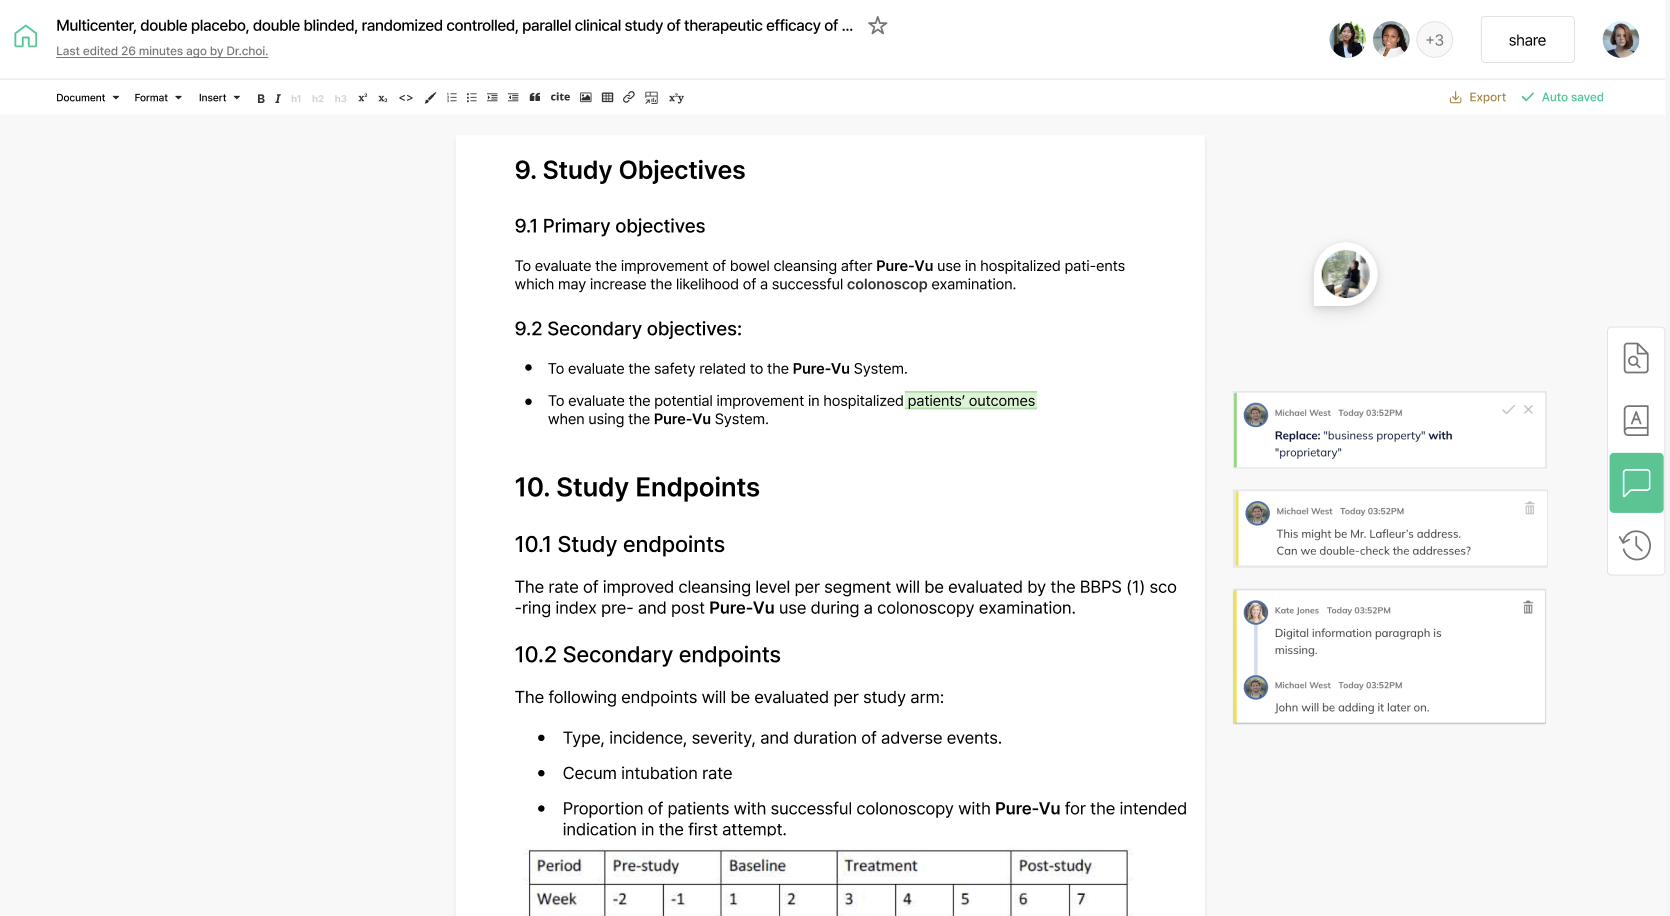 Multicenter, double placebo, double blinded, randomized controlled, parallel clinical study of therapeutic efficacy of ...
Last edited 26 minutes ago by Dr.choi.
+3
share
Document Format Insert B I h1 h2 h3 x² x₂ <> cite x²y
Export Auto saved
9. Study Objectives
9.1 Primary objectives
To evaluate the improvement of bowel cleansing after Pure-Vu use in hospitalized pati-ents
which may increase the likelihood of a successful colonoscop examination.
9.2 Secondary objectives:
To evaluate the safety related to the Pure-Vu System.
To evaluate the potential improvement in hospitalized patients’ outcomes
when using the Pure-Vu System.
10. Study Endpoints
10.1 Study endpoints
The rate of improved cleansing level per segment will be evaluated by the BBPS (1) sco
-ring index pre- and post Pure-Vu use during a colonoscopy examination.
10.2 Secondary endpoints
The following endpoints will be evaluated per study arm:
Type, incidence, severity, and duration of adverse events.
Cecum intubation rate
Proportion of patients with successful colonoscopy with Pure-Vu for the intended
indication in the first attempt.
Period Pre-study Baseline Treatment Post-study
Week -2 -1 1 2 3 4 5 6 7
Michael West Today 03:52PM
Replace: "business property" with
"proprietary"
Michael West Today 03:52PM
This might be Mr. Lafleur’s address.
Can we double-check the addresses?
Kate Jones Today 03:52PM
Digital information paragraph is
missing.
Michael West Today 03:52PM
John will be adding it later on.
A